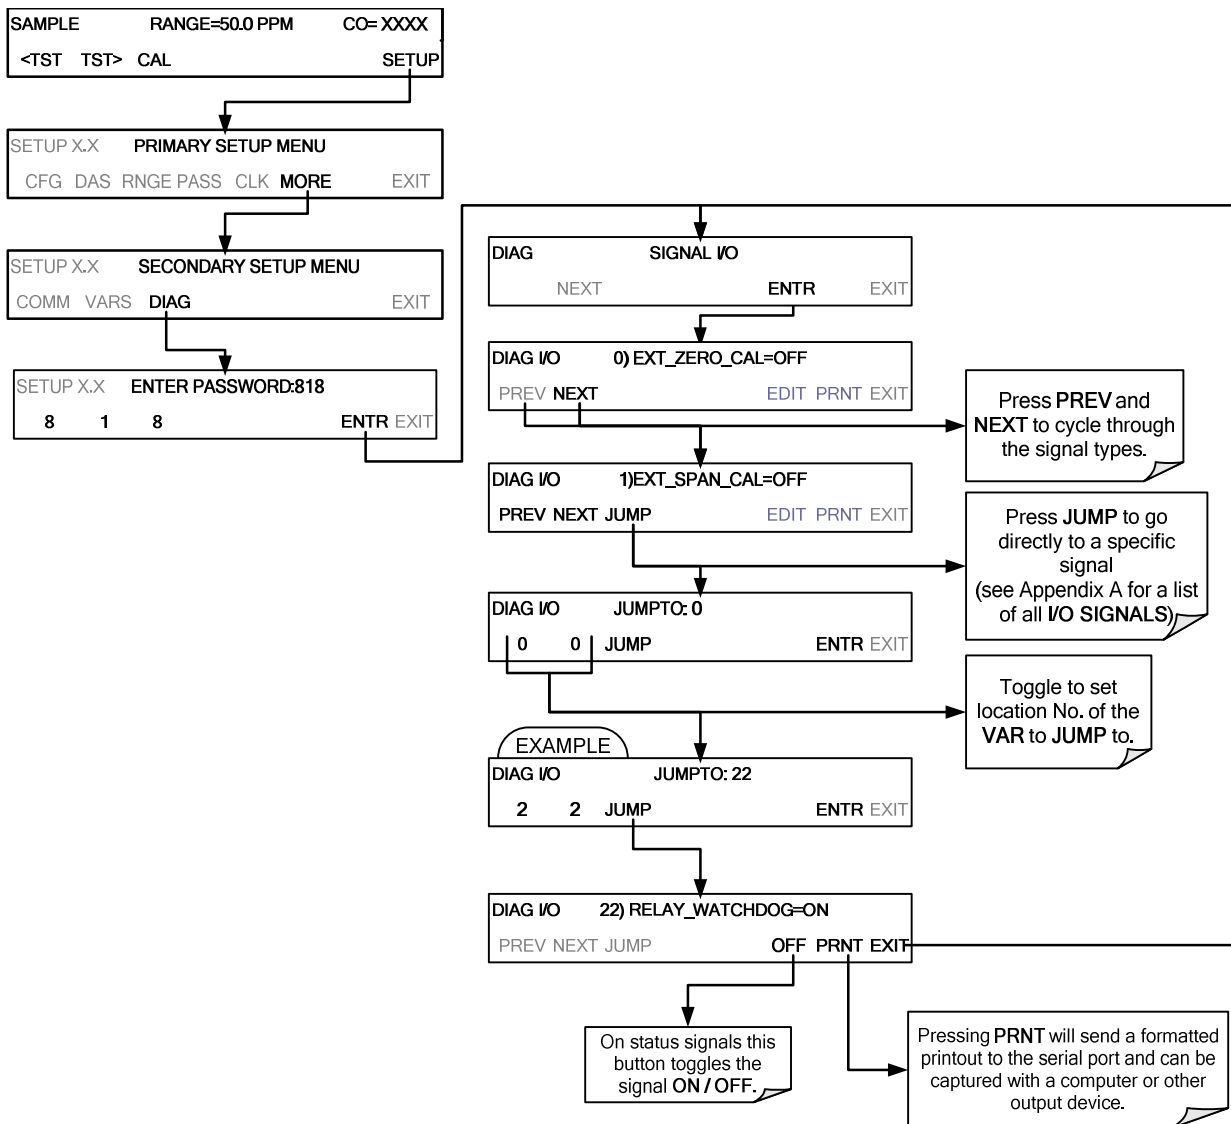 SAMPLE RANGE=50.0 PPM CO= XXXX
<TST TST> CAL SETUP
SETUP X.X PRIMARY SETUP MENU
CFG DAS RNGE PASS CLK MORE EXIT
SETUP X.X SECONDARY SETUP MENU
COMM VARS DIAG EXIT
SETUP X.X ENTER PASSWORD:818
8 1 8 ENTR EXIT
DIAG SIGNAL I/O
NEXT ENTR EXIT
DIAG I/O 0) EXT_ZERO_CAL=OFF
PREV NEXT EDIT PRNT EXIT
Press PREV and
NEXT to cycle through
the signal types.
DIAG I/O 1)EXT_SPAN_CAL=OFF
PREV NEXT JUMP EDIT PRNT EXIT
Press JUMP to go
directly to a specific
signal
(see Appendix A for a list
of all I/O SIGNALS)
DIAG I/O JUMPTO: 0
0 0 JUMP ENTR EXIT
Toggle to set
location No. of the
VAR to JUMP to.
EXAMPLE
DIAG I/O JUMPTO: 22
2 2 JUMP ENTR EXIT
DIAG I/O 22) RELAY_WATCHDOG=ON
PREV NEXT JUMP OFF PRNT EXIT
On status signals this
button toggles the
signal ON / OFF.
Pressing PRNT will send a formatted
printout to the serial port and can be
captured with a computer or other
output device.